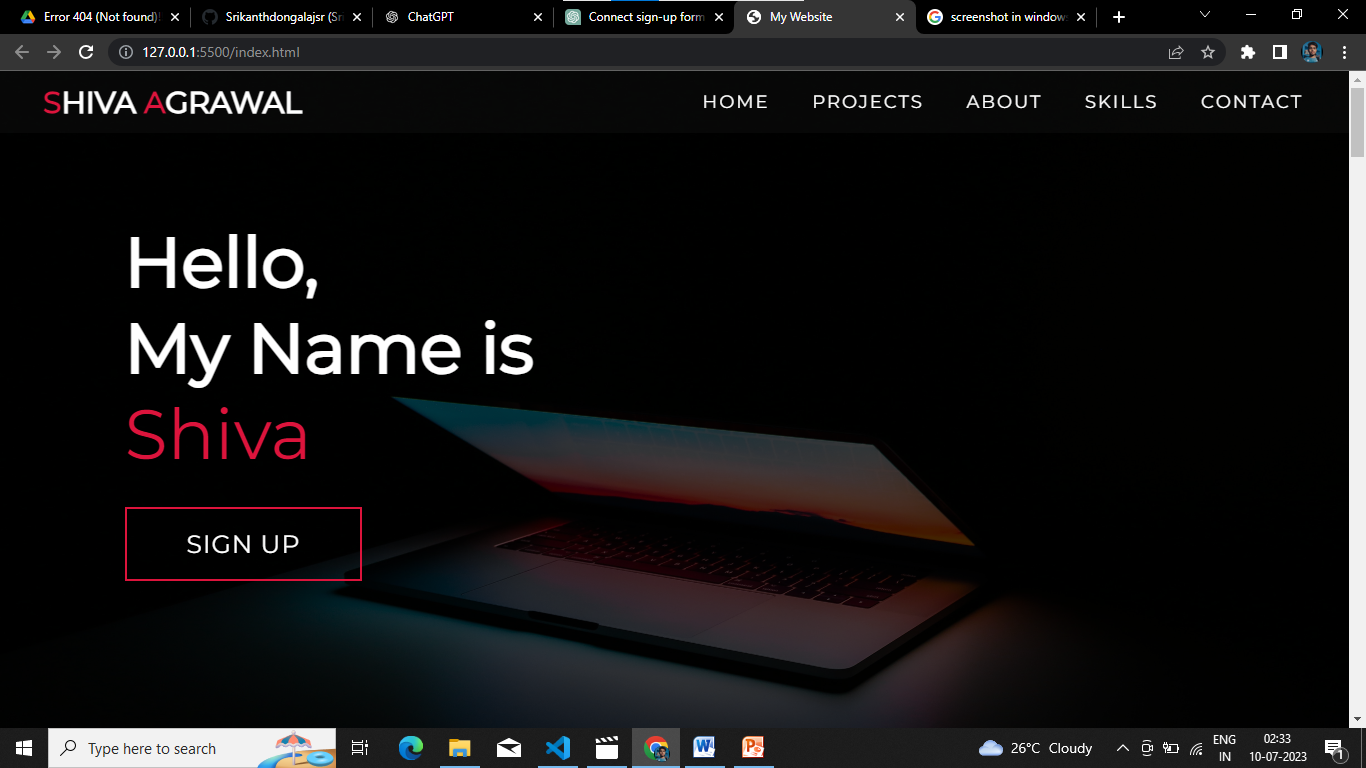 Error 404 (Not found)!
Srikanthdongalajsr (Sri
ChatGPT
Connect sign-up form
My Website
screenshot in window
127.0.0.1:5500/index.html
SHIVA AGRAWAL
HOME
PROJECTS
ABOUT
SKILLS
CONTACT
Hello,
My Name is
Shiva
SIGN UP
Type here to search
26°C Cloudy
ENG
IN
02:33
10-07-2023
1